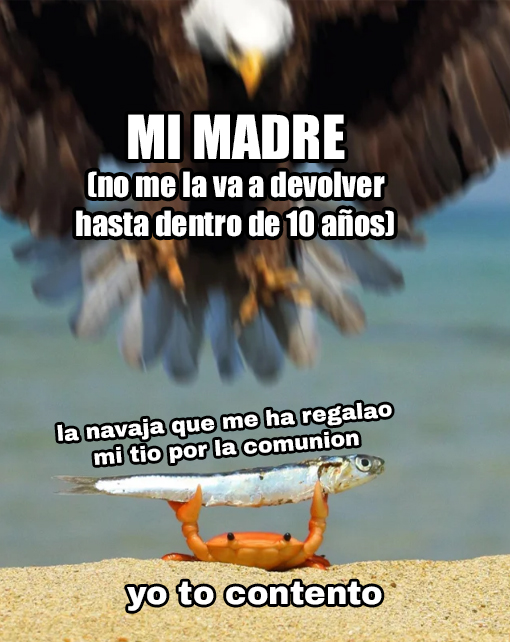 MI MADRE
(no me la va a devolver
hasta dentro de 10 años)
la navaja que me ha regalao
mi tio por la comunion
yo to contento